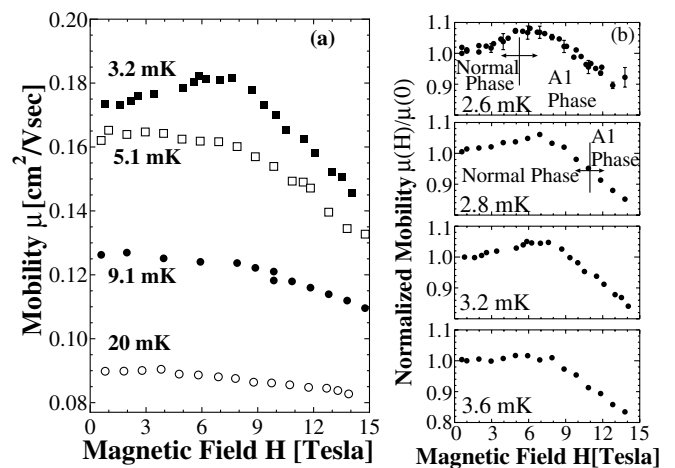 (a)
3.2 mK
5.1 mK
9.1 mK
20 mK
0.20
0.18
0.16
0.14
0.12
0.10
0.08
0 3 6 9 12 15
Mobility μ [cm²/Vsec]
Magnetic Field H [Tesla]
(b)
1.1
1.0
0.9
Normal
Phase
A1
Phase
2.6 mK
1.1
1.0
0.9
A1
Phase
Normal Phase
2.8 mK
1.1
1.0
0.9
3.2 mK
1.1
1.0
0.9
0.8
3.6 mK
0 3 6 9 12 15
Normalized Mobility μ(H)/μ(0)
Magnetic Field H[Tesla]